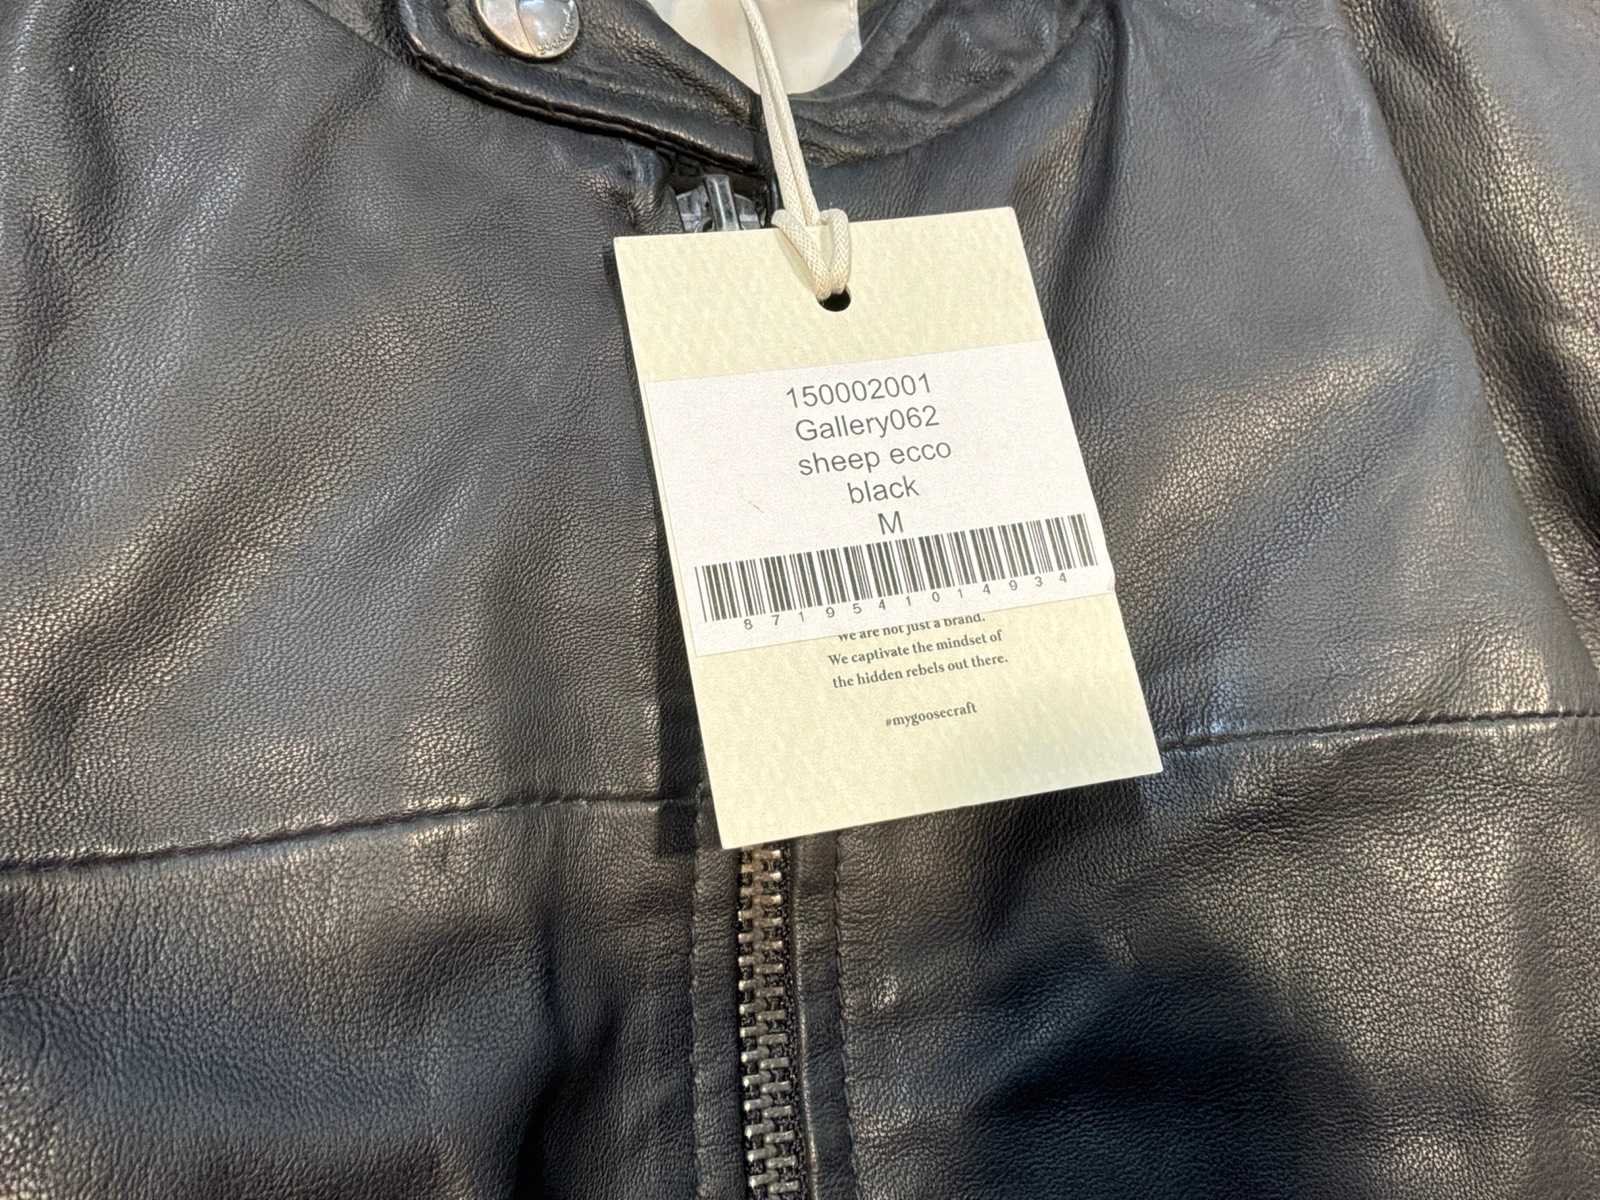 150002001
Gallery062
sheep ecco
black
M
8719541014934
We are not just a brand.
We captivate the mindset of
the hidden rebels out there.
#mygoosecraft